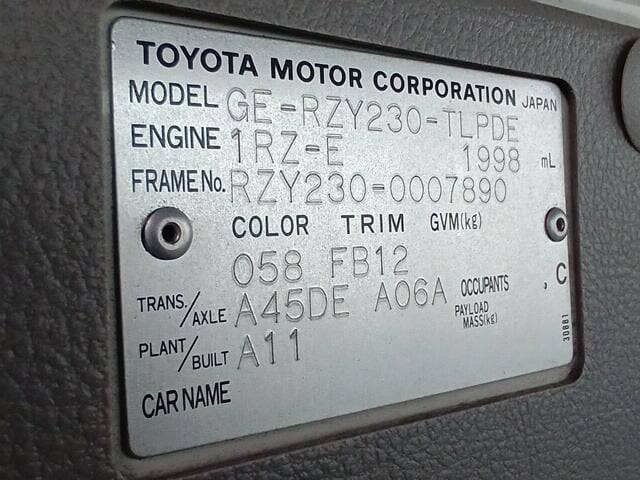 TOYOTA MOTOR CORPORATION JAPAN
MODEL GE-RZY230-TLPDE
ENGINE 1RZ-E 1998 mL
FRAME No. RZY230-0007890
COLOR TRIM GVM(kg)
058 FB12
TRANS./AXLE A45DE A06A OCCUPANTS , C
PAYLOAD MASS(kg)
PLANT/BUILT A11
CAR NAME
30881